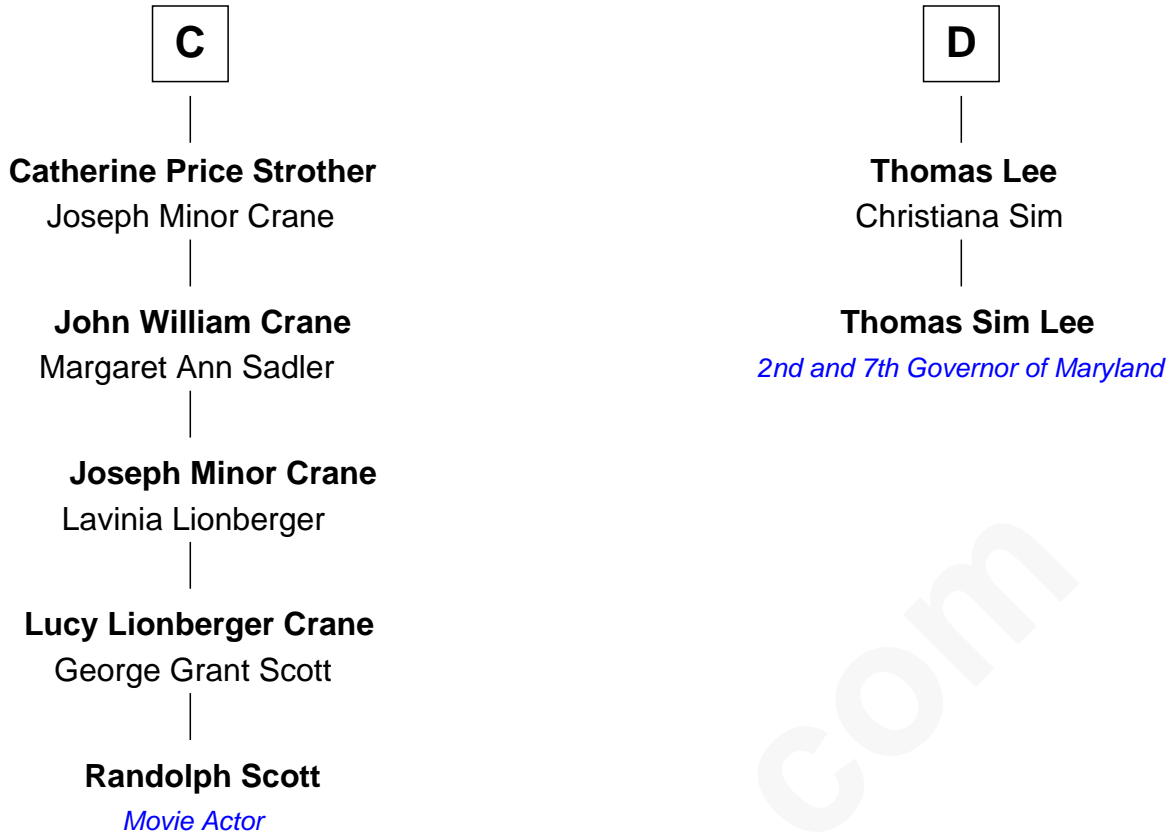 C
Catherine Price Strother
Joseph Minor Crane
John William Crane
Margaret Ann Sadler
Joseph Minor Crane
Lavinia Lionberger
Lucy Lionberger Crane
George Grant Scott
Randolph Scott
Movie Actor
D
Thomas Lee
Christiana Sim
Thomas Sim Lee
2nd and 7th Governor of Maryland
com